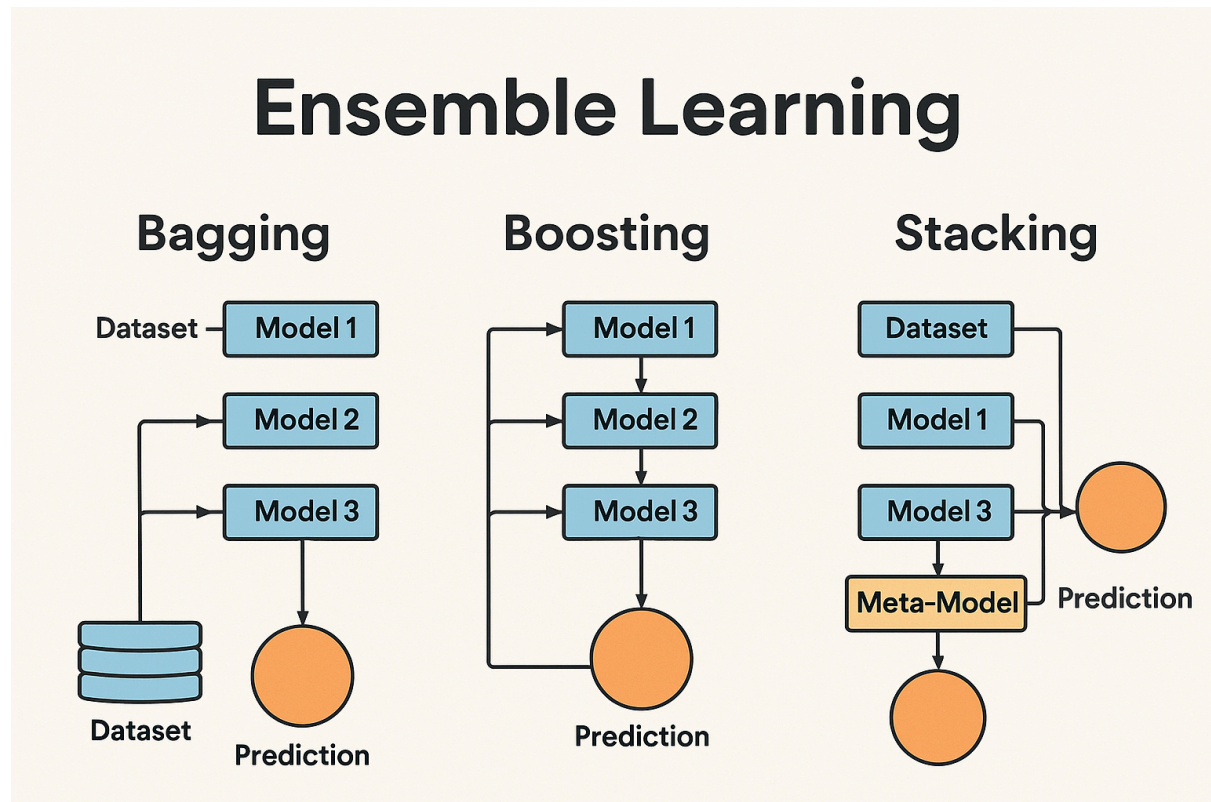 Ensemble Learning
Bagging
Dataset
Model 1
Model 2
Model 3
Dataset
Prediction
Boosting
Model 1
Model 2
Model 3
Prediction
Stacking
Dataset
Model 1
Model 3
Meta-Model
Prediction